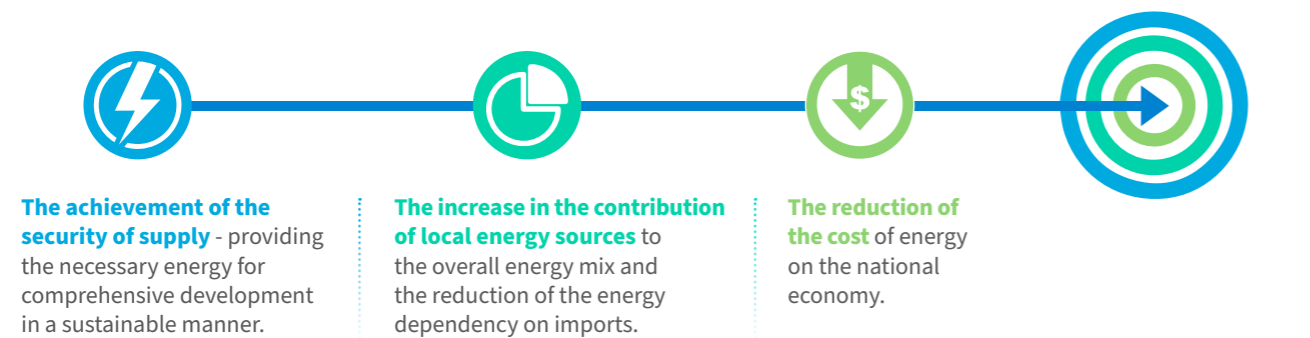 $
The achievement of the
security of supply - providing
the necessary energy for
comprehensive development
in a sustainable manner.
The increase in the contribution
of local energy sources to
the overall energy mix and
the reduction of the energy
dependency on imports.
The reduction of
the cost of energy
on the national
economy.